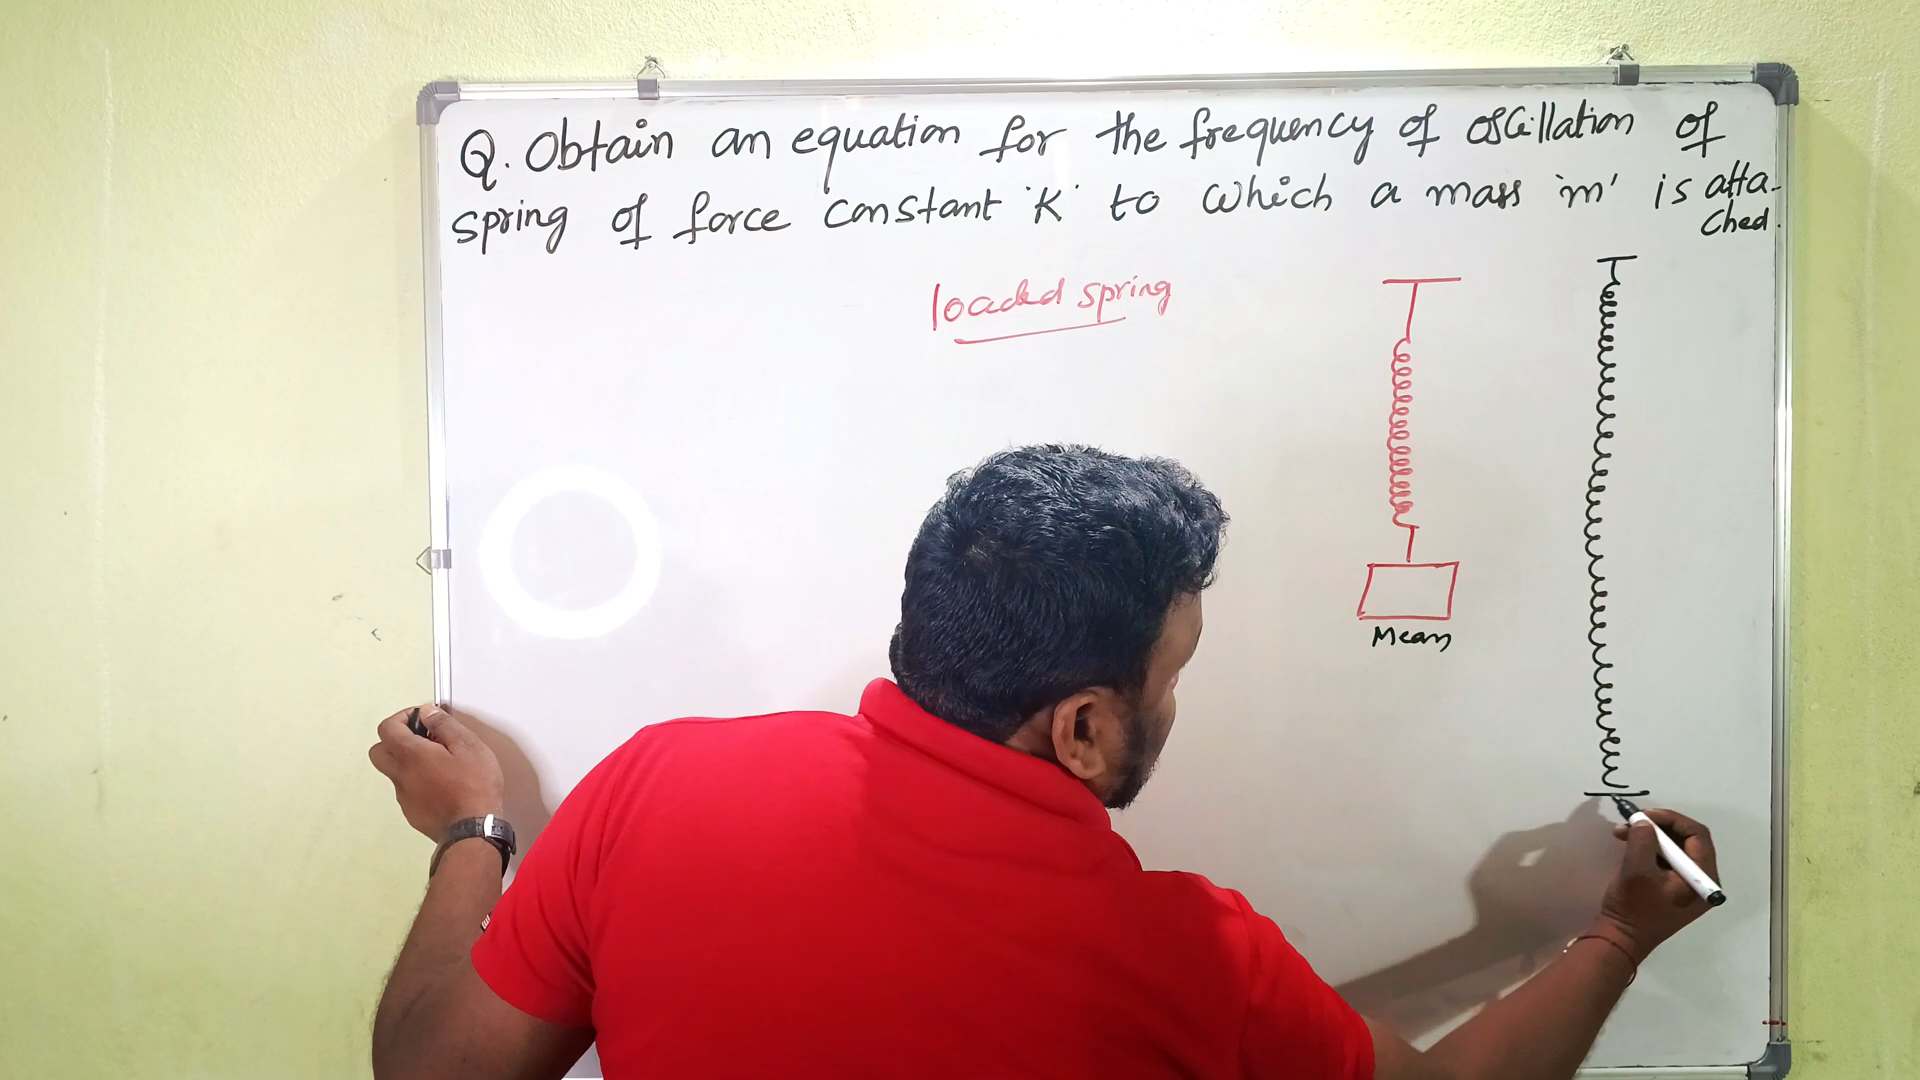 Q. Obtain an equation for the frequency of oscillation of
spring of force constant 'K' to which a mass 'm' is atta-
ched.
loaded spring
Mean